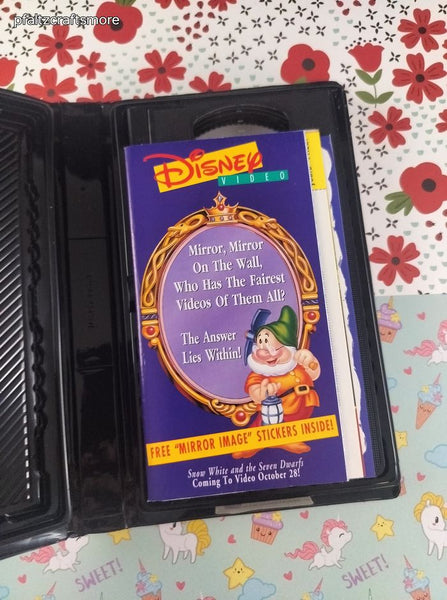 pfaltzcraftsmore
Disney
VIDEO
Mirror, Mirror
On The Wall,
Who Has The Fairest
Videos Of Them All?
The Answer
Lies Within!
FREE "MIRROR IMAGE" STICKERS INSIDE!
Snow White and the Seven Dwarfs
Coming To Video October 28!
SWEET!
SWEET!